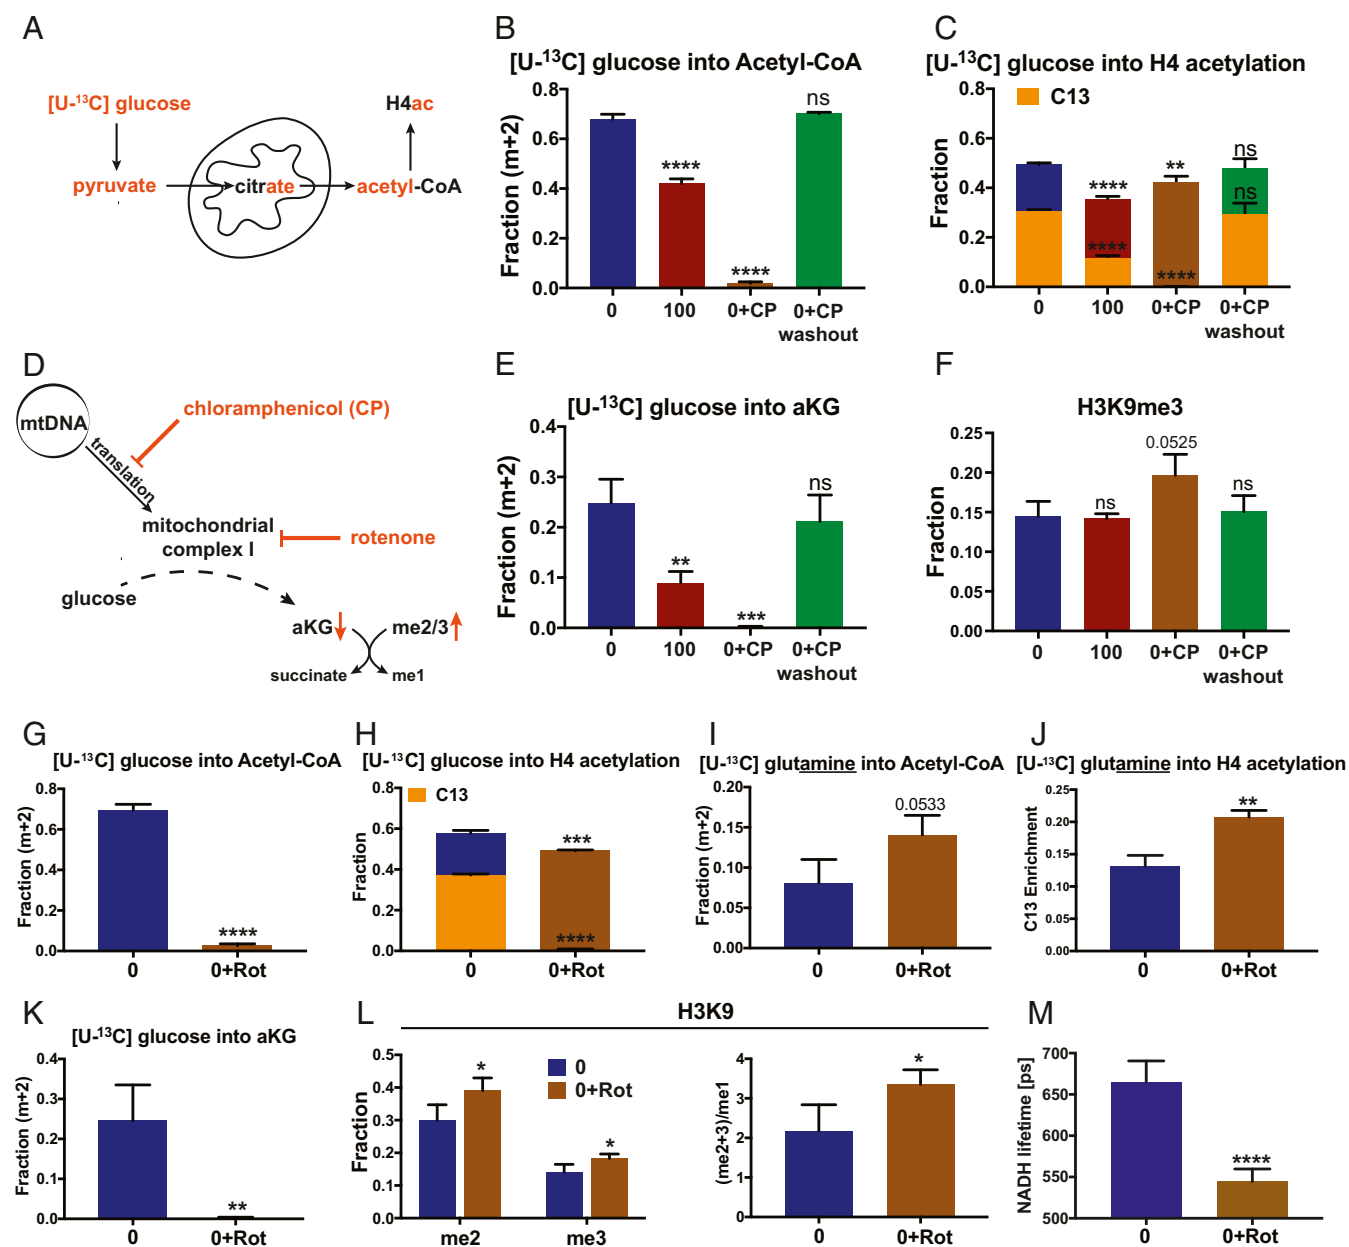 A
[U-¹³C] glucose
pyruvate
citrate
acetyl-CoA
H4ac
B
[U-¹³C] glucose into Acetyl-CoA
Fraction (m+2)
0.8
0.6
0.4
0.2
0.0
****
****
ns
0
100
0+CP
0+CP
washout
C
[U-¹³C] glucose into H4 acetylation
C13
Fraction
0.8
0.6
0.4
0.2
0.0
****
****
**
****
ns
ns
0
100
0+CP
0+CP
washout
D
mtDNA
chloramphenicol (CP)
translation
mitochondrial
complex I
rotenone
glucose
aKG
me2/3
succinate
me1
E
[U-¹³C] glucose into aKG
Fraction (m+2)
0.4
0.3
0.2
0.1
0.0
**
***
ns
0
100
0+CP
0+CP
washout
F
H3K9me3
Fraction
0.25
0.20
0.15
0.10
0.05
0.00
ns
0.0525
ns
0
100
0+CP
0+CP
washout
G
[U-¹³C] glucose into Acetyl-CoA
Fraction (m+2)
0.8
0.6
0.4
0.2
0.0
****
0
0+Rot
H
[U-¹³C] glucose into H4 acetylation
C13
Fraction
0.8
0.6
0.4
0.2
0.0
***
****
0
0+Rot
I
[U-¹³C] glutamine into Acetyl-CoA
Fraction (m+2)
0.20
0.15
0.10
0.05
0.00
0.0533
0
0+Rot
J
[U-¹³C] glutamine into H4 acetylation
C13 Enrichment
0.25
0.20
0.15
0.10
0.05
0.00
**
0
0+Rot
K
[U-¹³C] glucose into aKG
Fraction (m+2)
0.4
0.3
0.2
0.1
0.0
**
0
0+Rot
L
H3K9
Fraction
0.5
0.4
0.3
0.2
0.1
0.0
*
*
0
0+Rot
me2
me3
(me2+3)/me1
4
3
2
1
0
*
0
0+Rot
M
NADH lifetime [ps]
700
650
600
550
500
****
0
0+Rot